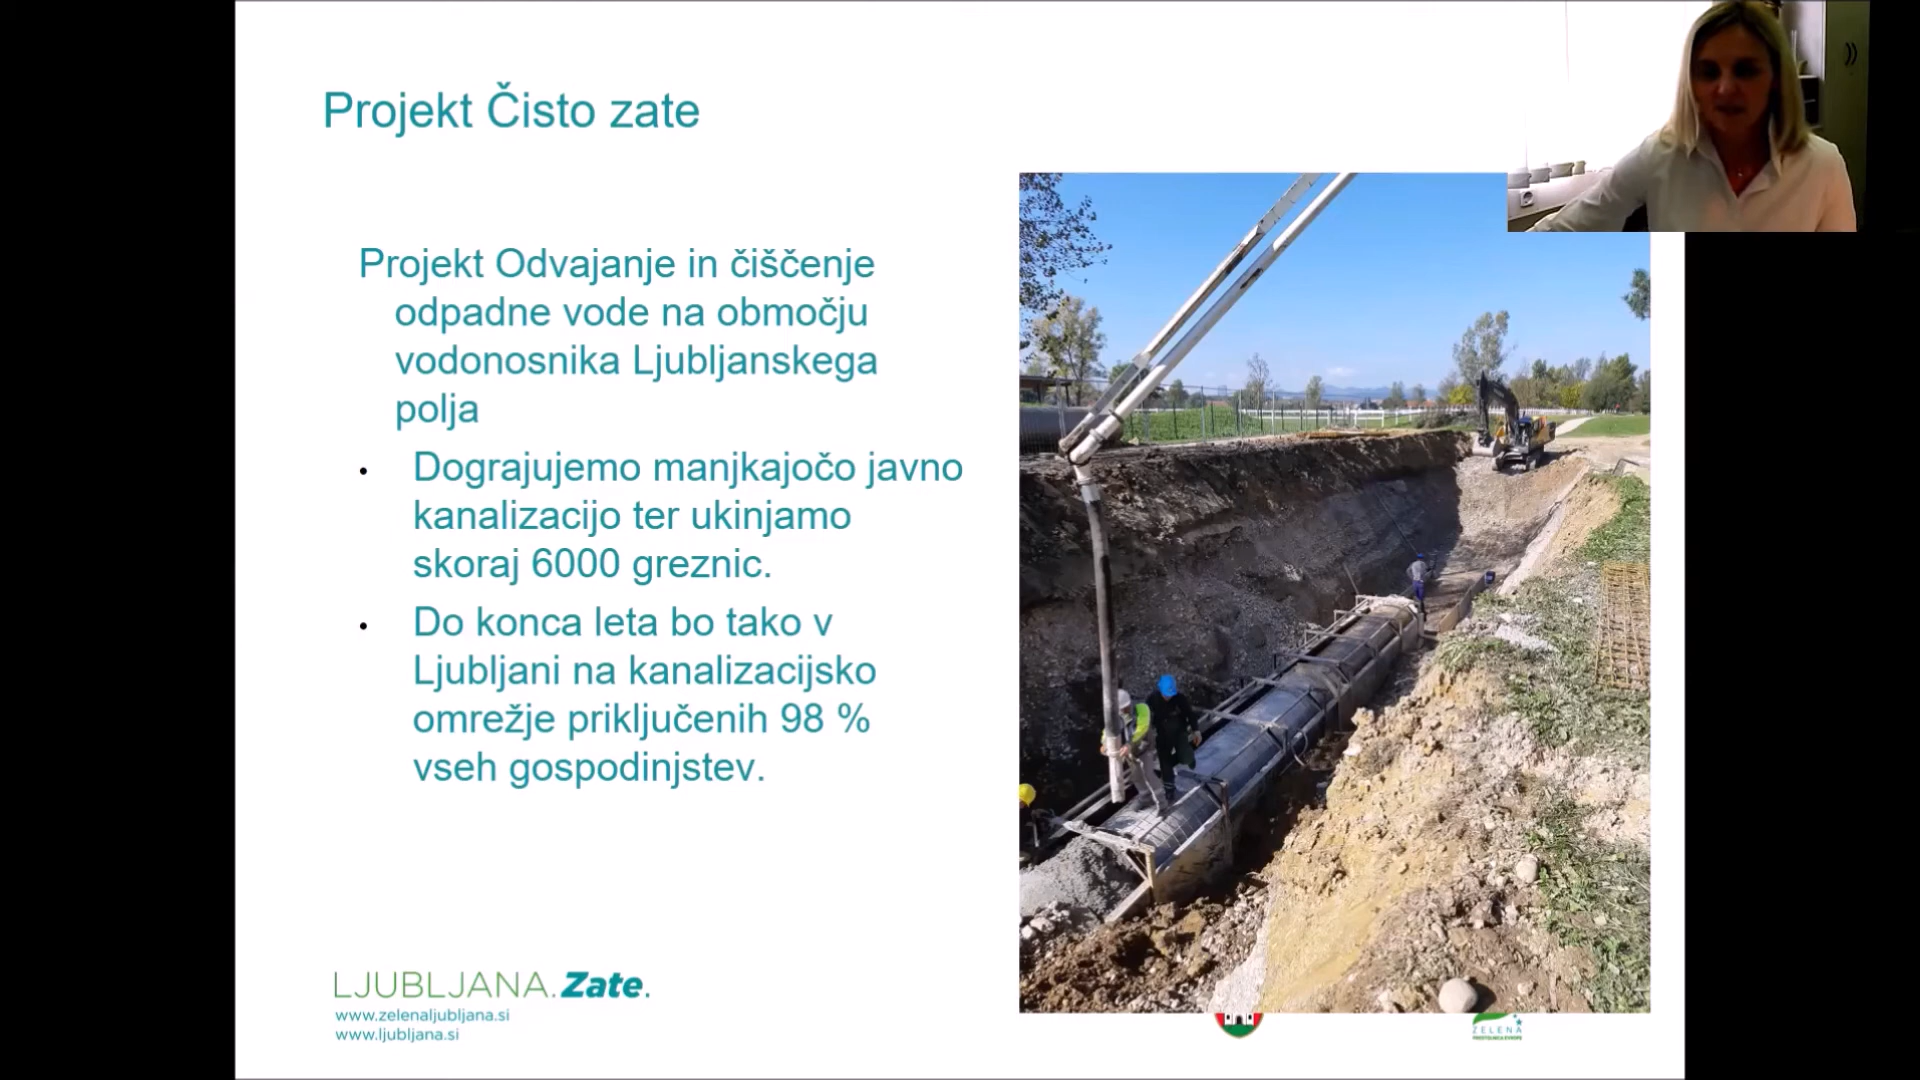 Projekt Čisto zate
Projekt Odvajanje in čiščenje
odpadne vode na območju
vodonosnika Ljubljanskega
polja
• Dograjujemo manjkajočo javno
kanalizacijo ter ukinjamo
skoraj 6000 greznic.
• Do konca leta bo tako v
Ljubljani na kanalizacijsko
omrežje priključenih 98 %
vseh gospodinjstev.
LJUBLJANA.Zate.
www.zelenaljubljana.si
www.ljubljana.si
ZELENA